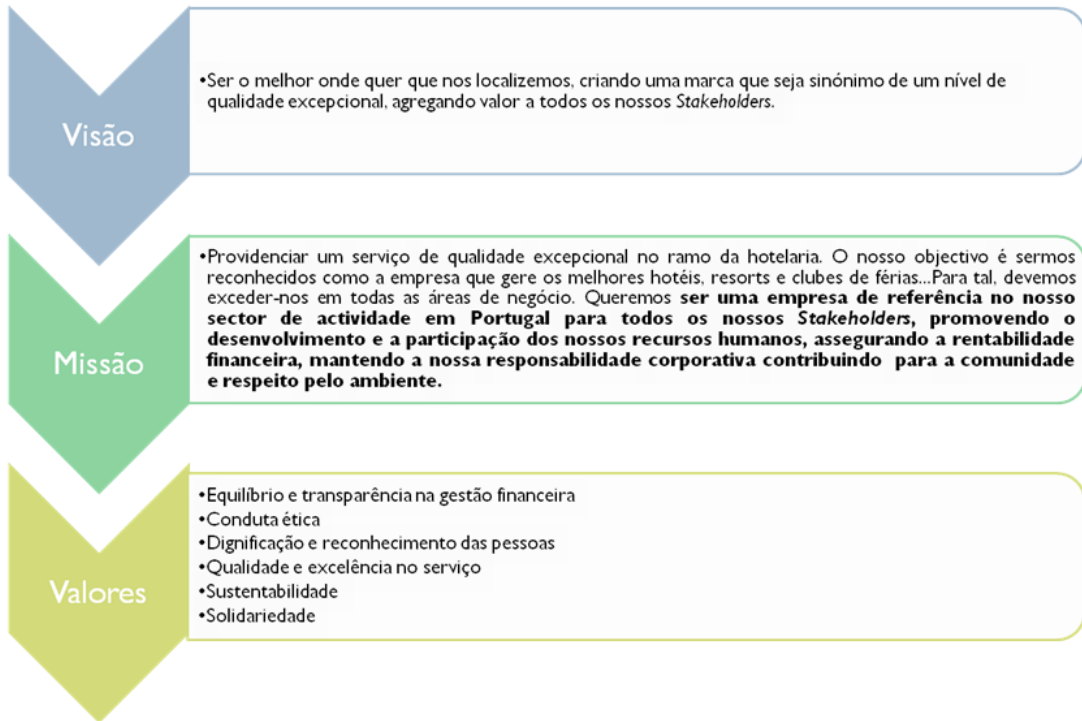 Visão
•Ser o melhor onde quer que nos localizemos, criando uma marca que seja sinónimo de um nível de
qualidade excepcional, agregando valor a todos os nossos Stakeholders.
Missão
•Providenciar um serviço de qualidade excepcional no ramo da hotelaria. O nosso objectivo é sermos
reconhecidos como a empresa que gere os melhores hotéis, resorts e clubes de férias...Para tal, devemos
exceder-nos em todas as áreas de negócio. Queremos ser uma empresa de referência no nosso
sector de actividade em Portugal para todos os nossos Stakeholders, promovendo o
desenvolvimento e a participação dos nossos recursos humanos, assegurando a rentabilidade
financeira, mantendo a nossa responsabilidade corporativa contribuindo para a comunidade
e respeito pelo ambiente.
Valores
•Equilíbrio e transparência na gestão financeira
•Conduta ética
•Dignificação e reconhecimento das pessoas
•Qualidade e excelência no serviço
•Sustentabilidade
•Solidariedade